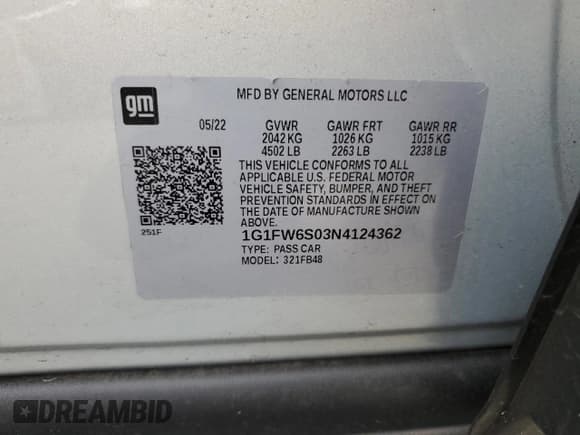 gm
MFD BY GENERAL MOTORS LLC
05/22 GVWR GAWR FRT GAWR RR
2042 KG 1026 KG 1015 KG
4502 LB 2263 LB 2238 LB
THIS VEHICLE CONFORMS TO ALL
APPLICABLE U.S. FEDERAL MOTOR
VEHICLE SAFETY, BUMPER, AND THEFT
PREVENTION STANDARDS IN EFFECT ON
THE DATE OF MANUFACTURE SHOWN
ABOVE.
251F
1G1FW6S03N4124362
TYPE: PASS CAR
MODEL: 321FB48
DREAMBID